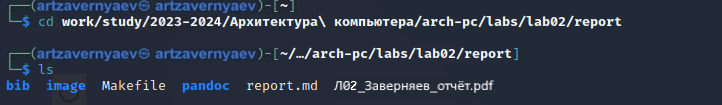 ┌──(artzavernyaev㉿ artzavernyaev)-[~]
└─$ cd work/study/2023-2024/Архитектура\ компьютера/arch-pc/labs/lab02/report
┌──(artzavernyaev㉿ artzavernyaev)-[~/…/arch-pc/labs/lab02/report]
└─$ ls
bib image Makefile pandoc report.md Л02_Заверняев_отчёт.pdf